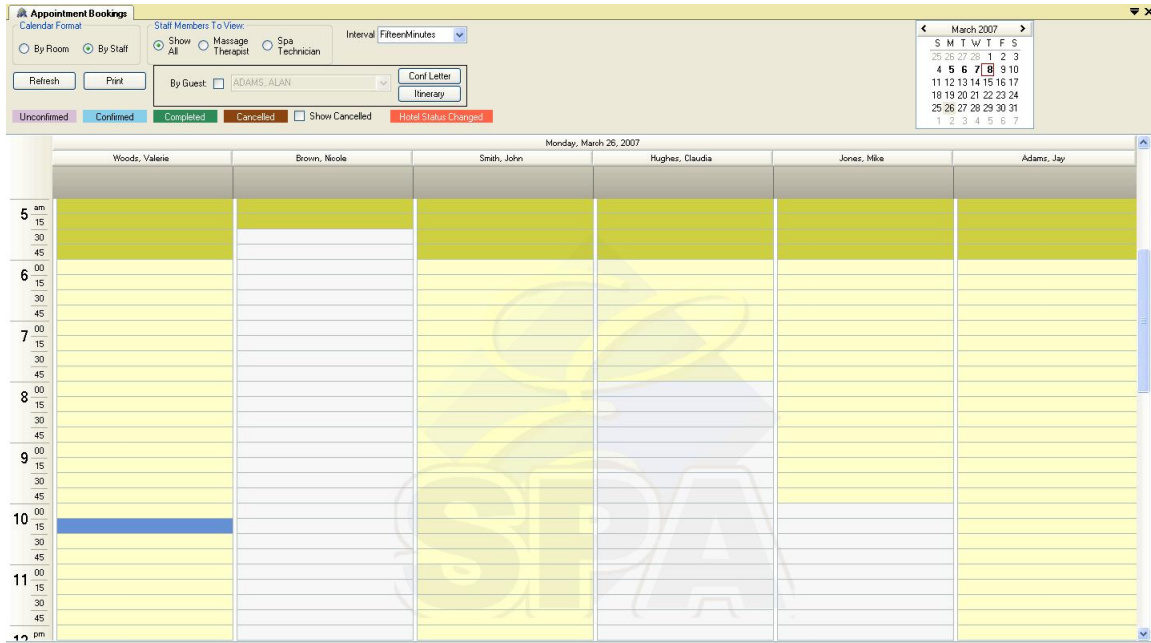 Appointment Bookings
Calendar Format
By Room By Staff
Staff Members To View:
Show All Massage Therapist Spa Technician
Interval FifteenMinutes
Refresh Print
By Guest: ADAMS, ALAN
Conf Letter
Itinerary
Unconfirmed Confirmed Completed Cancelled Show Cancelled Hotel Status Changed
March 2007
S M T W T F S
25 26 27 28 1 2 3
4 5 6 7 8 9 10
11 12 13 14 15 16 17
18 19 20 21 22 23 24
25 26 27 28 29 30 31
1 2 3 4 5 6 7
Monday, March 26, 2007
Woods, Valerie Brown, Nicole Smith, John Hughes, Claudia Jones, Mike Adams, Jay
5 am
15
30
45
6 00
15
30
45
7 00
15
30
45
8 00
15
30
45
9 00
15
30
45
10 00
15
30
45
11 00
15
30
45
12 pm
SPA